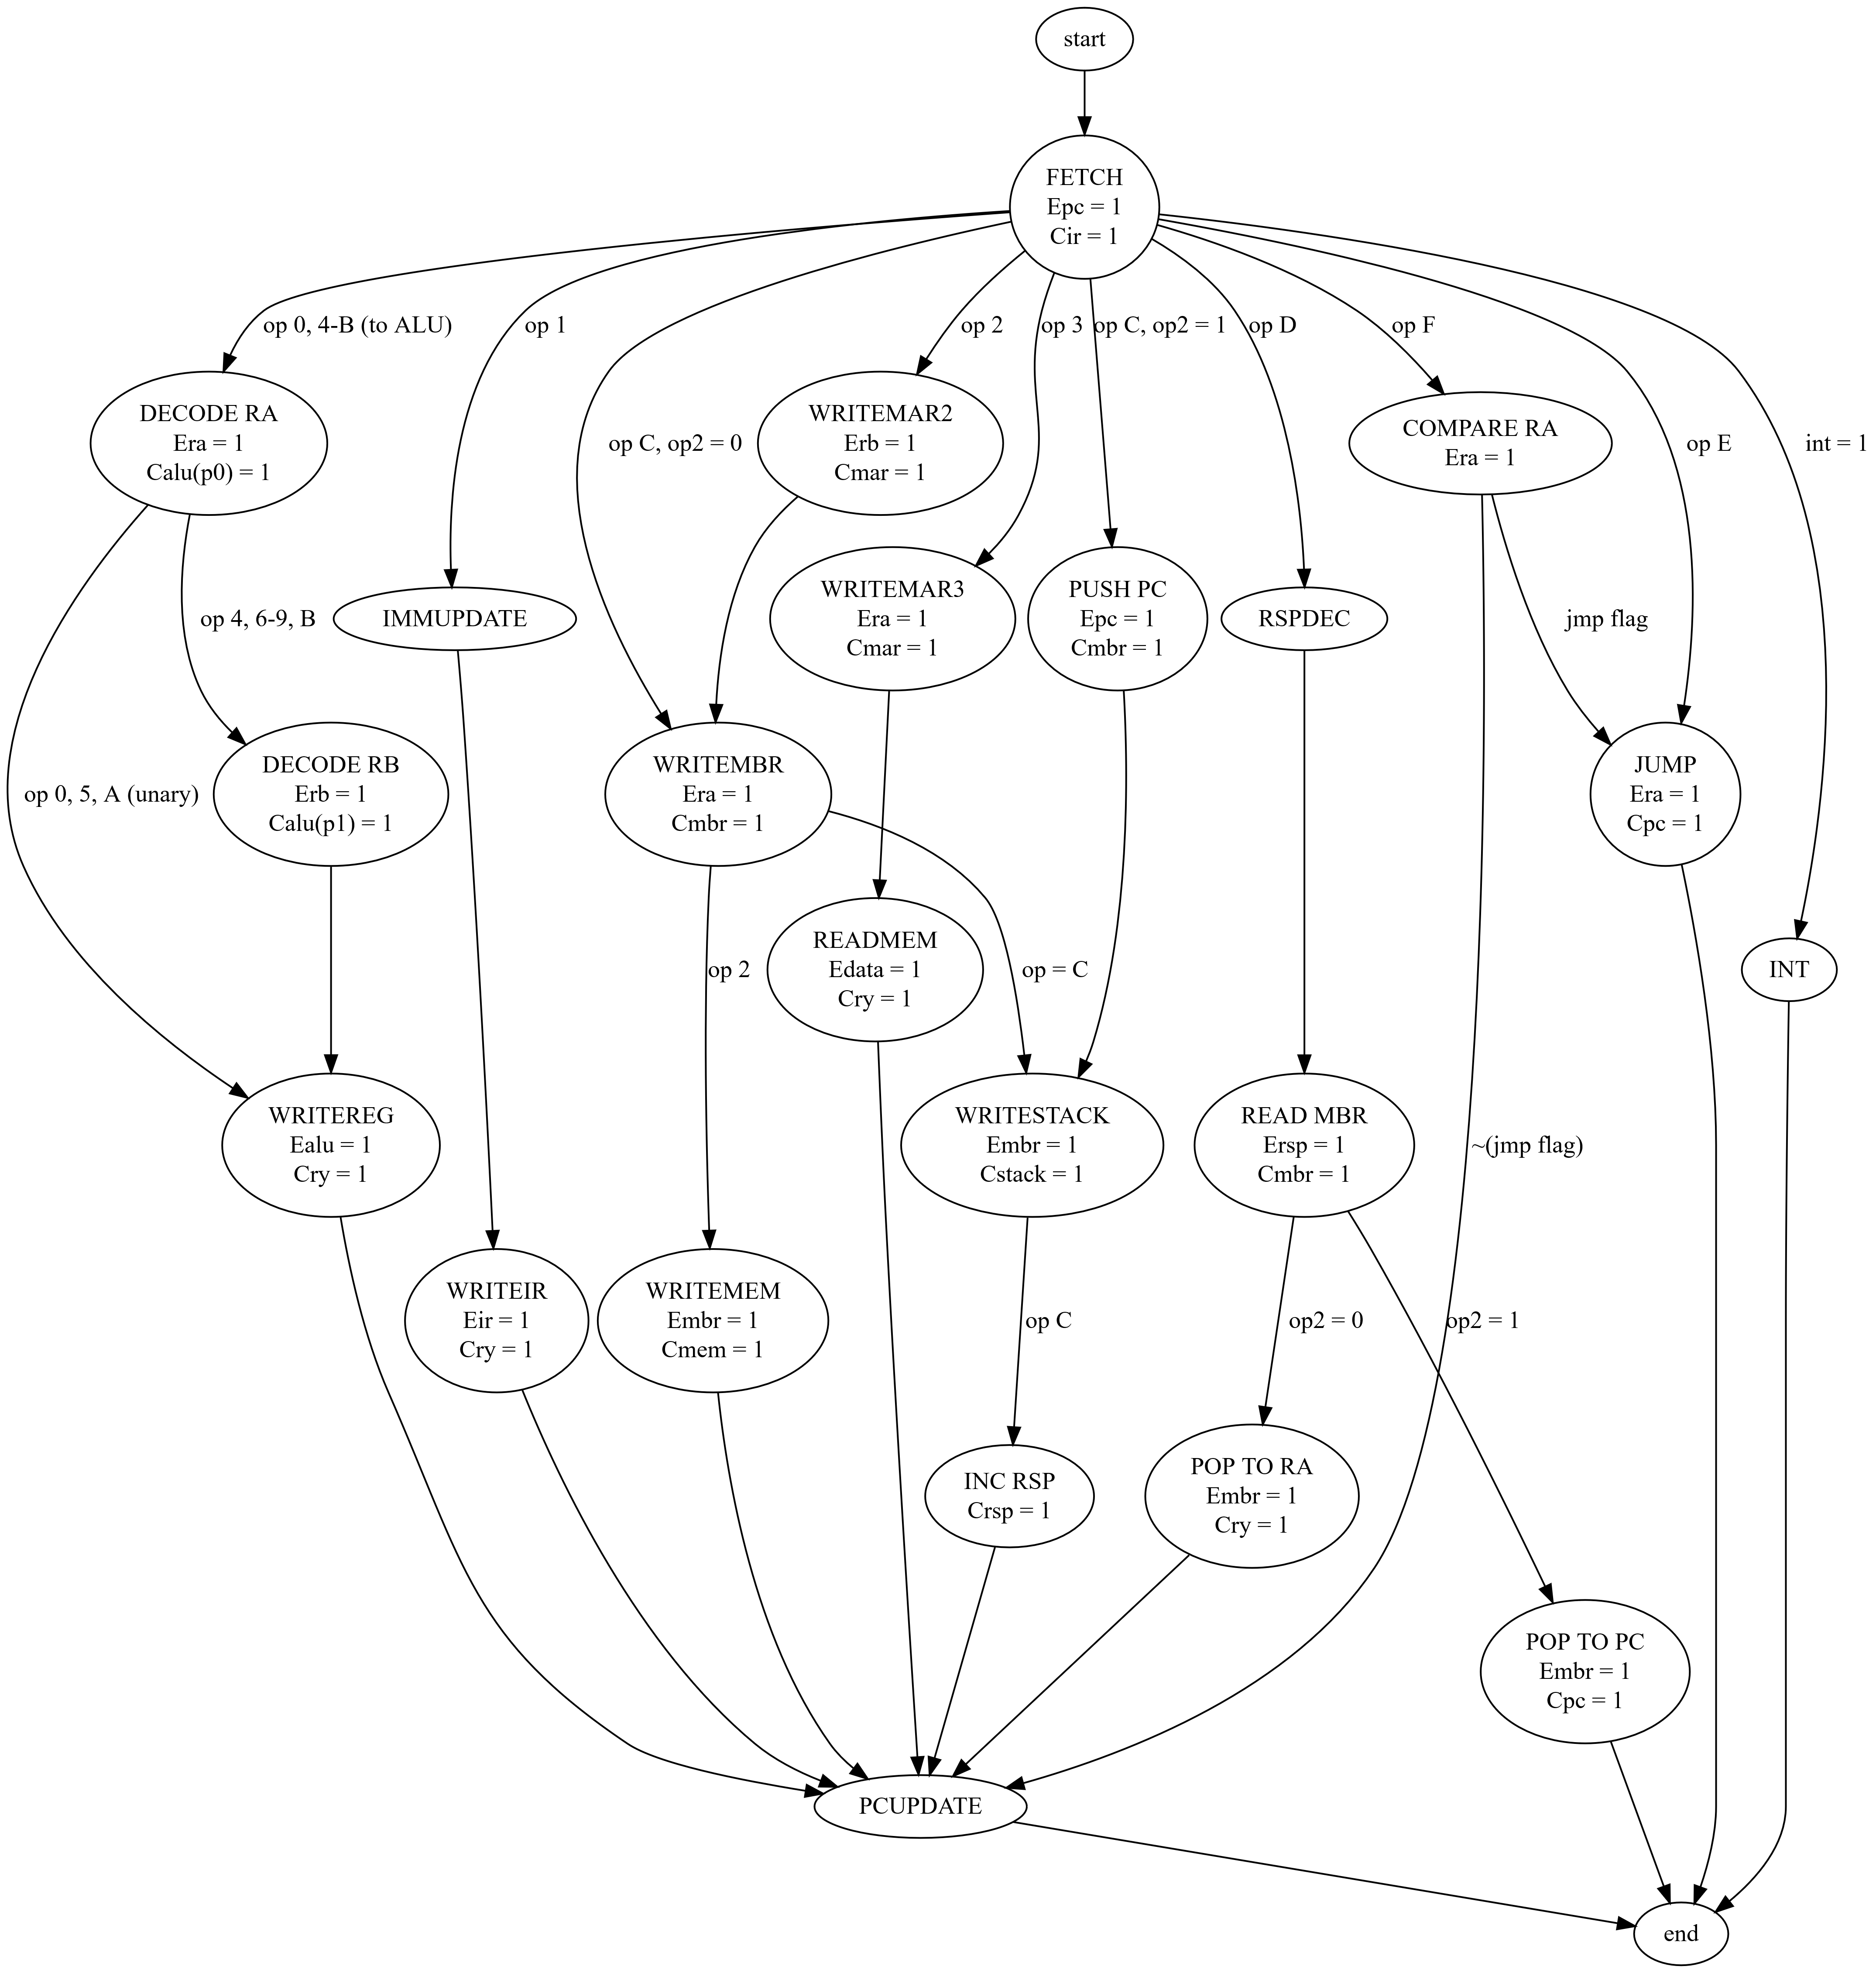 start
FETCH
Epc = 1
Cir = 1
op 0, 4-B (to ALU)
op 1
op 2
op 3
op C, op2 = 1
op D
op F
DECODE RA
Era = 1
Calu(p0) = 1
op C, op2 = 0
WRITEMAR2
Erb = 1
Cmar = 1
COMPARE RA
Era = 1
op E
int = 1
op 4, 6-9, B
IMMUPDATE
WRITEMAR3
Era = 1
Cmar = 1
PUSH PC
Epc = 1
Cmbr = 1
RSPDEC
jmp flag
op 0, 5, A (unary)
DECODE RB
Erb = 1
Calu(p1) = 1
WRITEMBR
Era = 1
Cmbr = 1
JUMP
Era = 1
Cpc = 1
op 2
READMEM
Edata = 1
Cry = 1
op = C
INT
WRITEREG
Ealu = 1
Cry = 1
WRITESTACK
Embr = 1
Cstack = 1
READ MBR
Ersp = 1
Cmbr = 1
~(jmp flag)
WRITEIR
Eir = 1
Cry = 1
WRITEMEM
Embr = 1
Cmem = 1
op C
op2 = 0
op2 = 1
INC RSP
Crsp = 1
POP TO RA
Embr = 1
Cry = 1
POP TO PC
Embr = 1
Cpc = 1
PCUPDATE
end